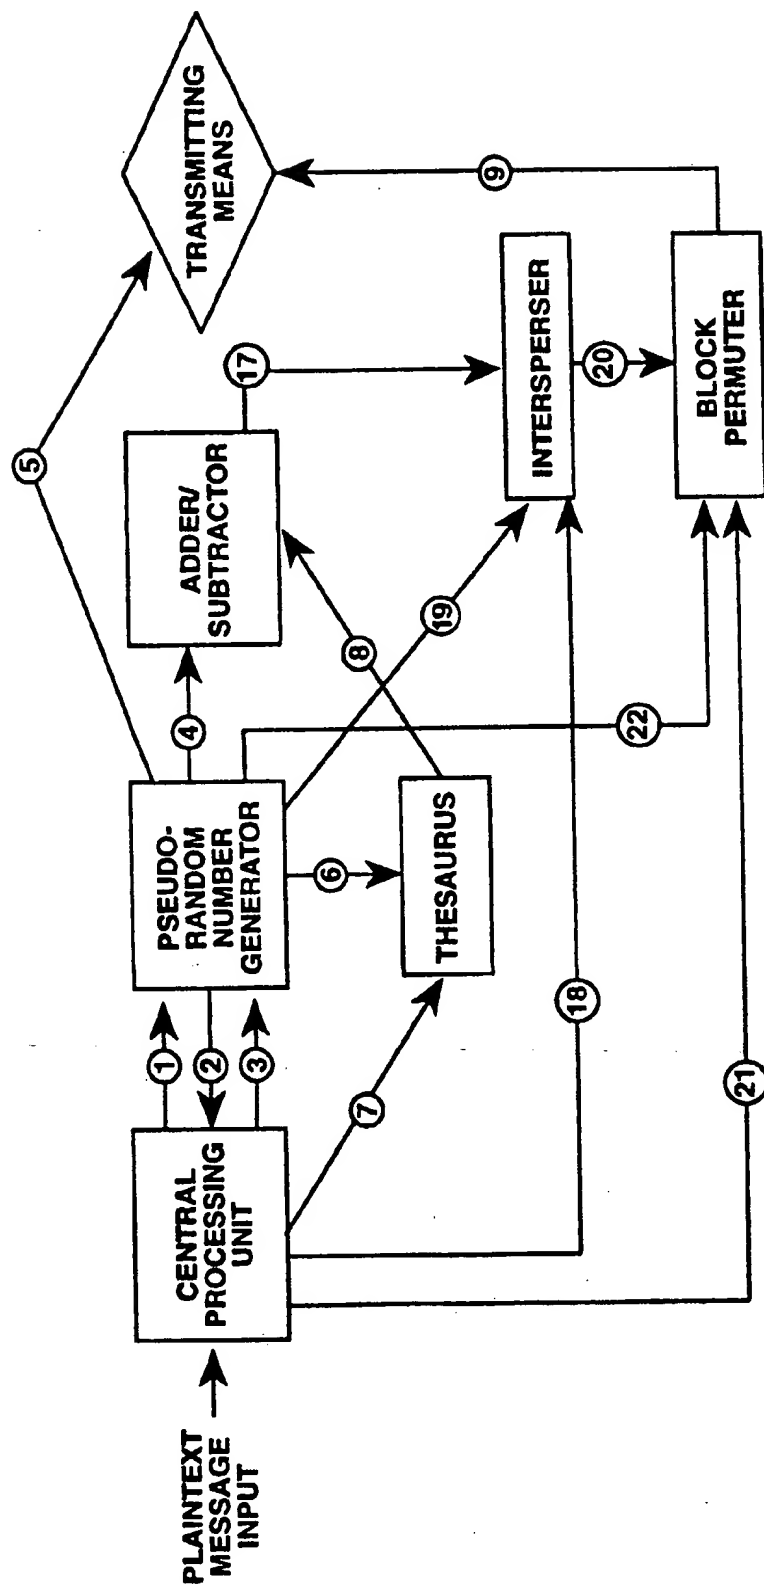 PLAINTEXT
MESSAGE
INPUT
CENTRAL
PROCESSING
UNIT
1
2
3
PSEUDO-
RANDOM
NUMBER
GENERATOR
4
5
ADDER/
SUBTRACTOR
TRANSMITTING
MEANS
6
7
THESAURUS
8
17
18
19
INTERSPERSER
20
21
22
BLOCK
PERMUTER
9